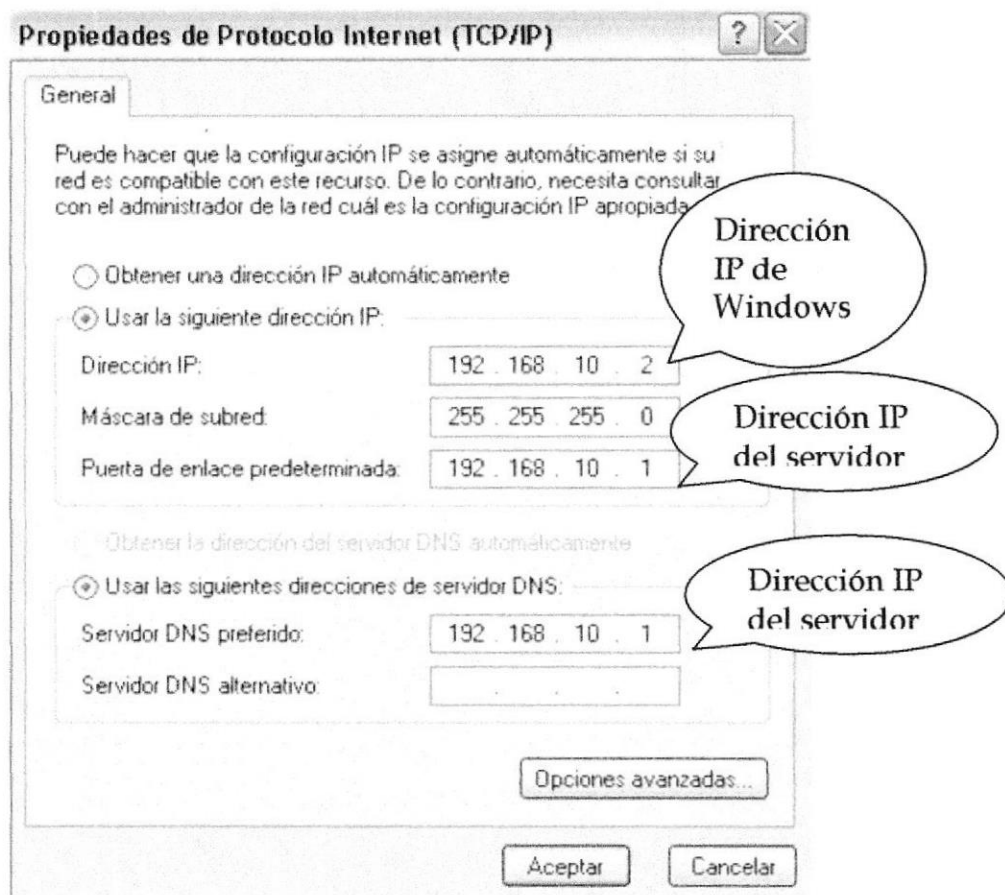 Propiedades de Protocolo Internet (TCP/IP)
General
Puede hacer que la configuración IP se asigne automáticamente si su
red es compatible con este recurso. De lo contrario, necesita consultar
con el administrador de la red cuál es la configuración IP apropiada
Dirección
IP de
Windows
Obtener una dirección IP automáticamente
Usar la siguiente dirección IP:
Dirección IP: 192 . 168 . 10 . 2
Máscara de subred: 255 . 255 . 255 . 0
Dirección IP
del servidor
Puerta de enlace predeterminada: 192 . 168 . 10 . 1
Obtener la dirección del servidor DNS automáticamente
Usar las siguientes direcciones de servidor DNS:
Dirección IP
del servidor
Servidor DNS preferido: 192 . 168 . 10 . 1
Servidor DNS alternativo: . . .
Opciones avanzadas...
Aceptar Cancelar